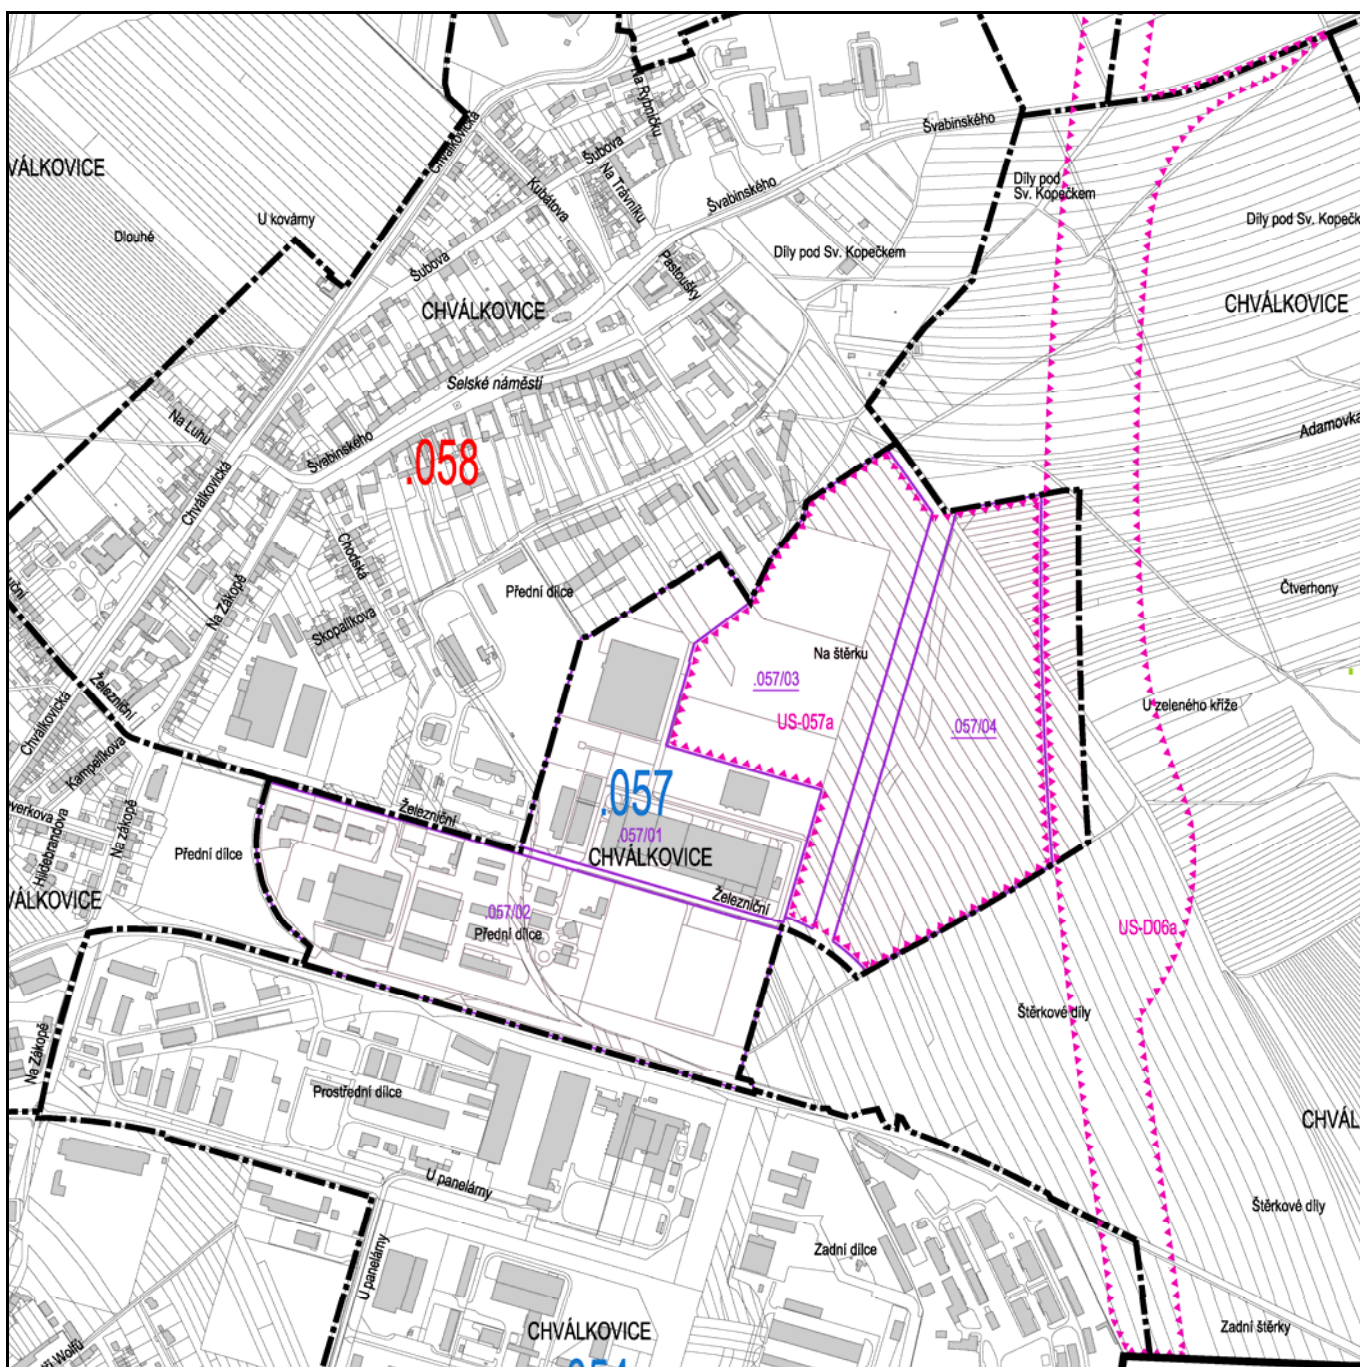 Na Rybníčku
Švabinského
Chválkovická
Šubova
Na Trávníku
Kubátova
Švabinského
VÁLKOVICE
Díly pod
Sv. Kopečkem
U kovárny
Dlouhé
Díly pod Sv. Kopečk
Šubova
Pastoušky
Díly pod Sv. Kopečkem
CHVÁLKOVICE
CHVÁLKOVICE
Selské náměstí
Na Luhu
Adamovka
Švabinského
.058
Chválkovická
Chodská
Přední dílce
Čtverhony
Na Zákopě
Skopalíkova
Na štěrku
.057/03
Železniční
US-057a
.057/04
U zeleného kříže
Chválkovická
Kampelíkova
.057
Železniční
.057/01
Na zákopě
Hildebrandova
Přední dílce
CHVÁLKOVICE
VÁLKOVICE
Železniční
.057/02
Přední dílce
US-D06a
Štěrkové díly
Na Zákopě
Prostřední dílce
CHVÁL
U panelárny
Štěrkové díly
U panelárny
Zadní dílce
Zadní štěrky
CHVÁLKOVICE